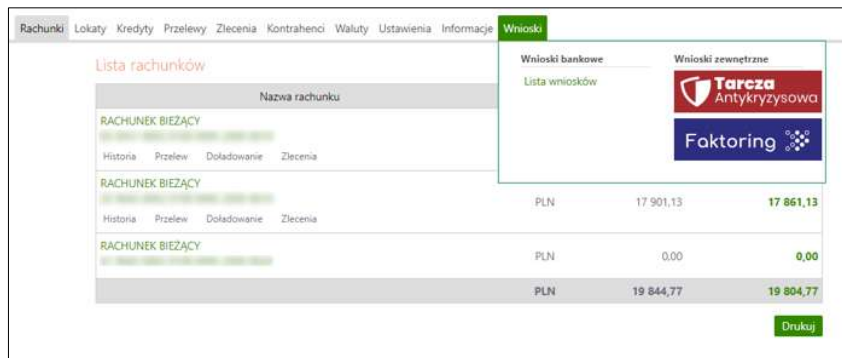 Rachunki Lokaty Kredyty Przelewy Zlecenia Kontrahenci Waluty Ustawienia Informacje Wnioski
Lista rachunków
Wnioski bankowe Wnioski zewnętrzne
Lista wniosków
Tarcza
Antykryzysowa
Faktoring
Nazwa rachunku
RACHUNEK BIEŻĄCY
Historia Przelew Doładowanie Zlecenia
RACHUNEK BIEŻĄCY
PLN 17 901,13 17 861,13
Historia Przelew Doładowanie Zlecenia
RACHUNEK BIEŻĄCY
PLN 0,00 0,00
PLN 19 844,77 19 804,77
Drukuj